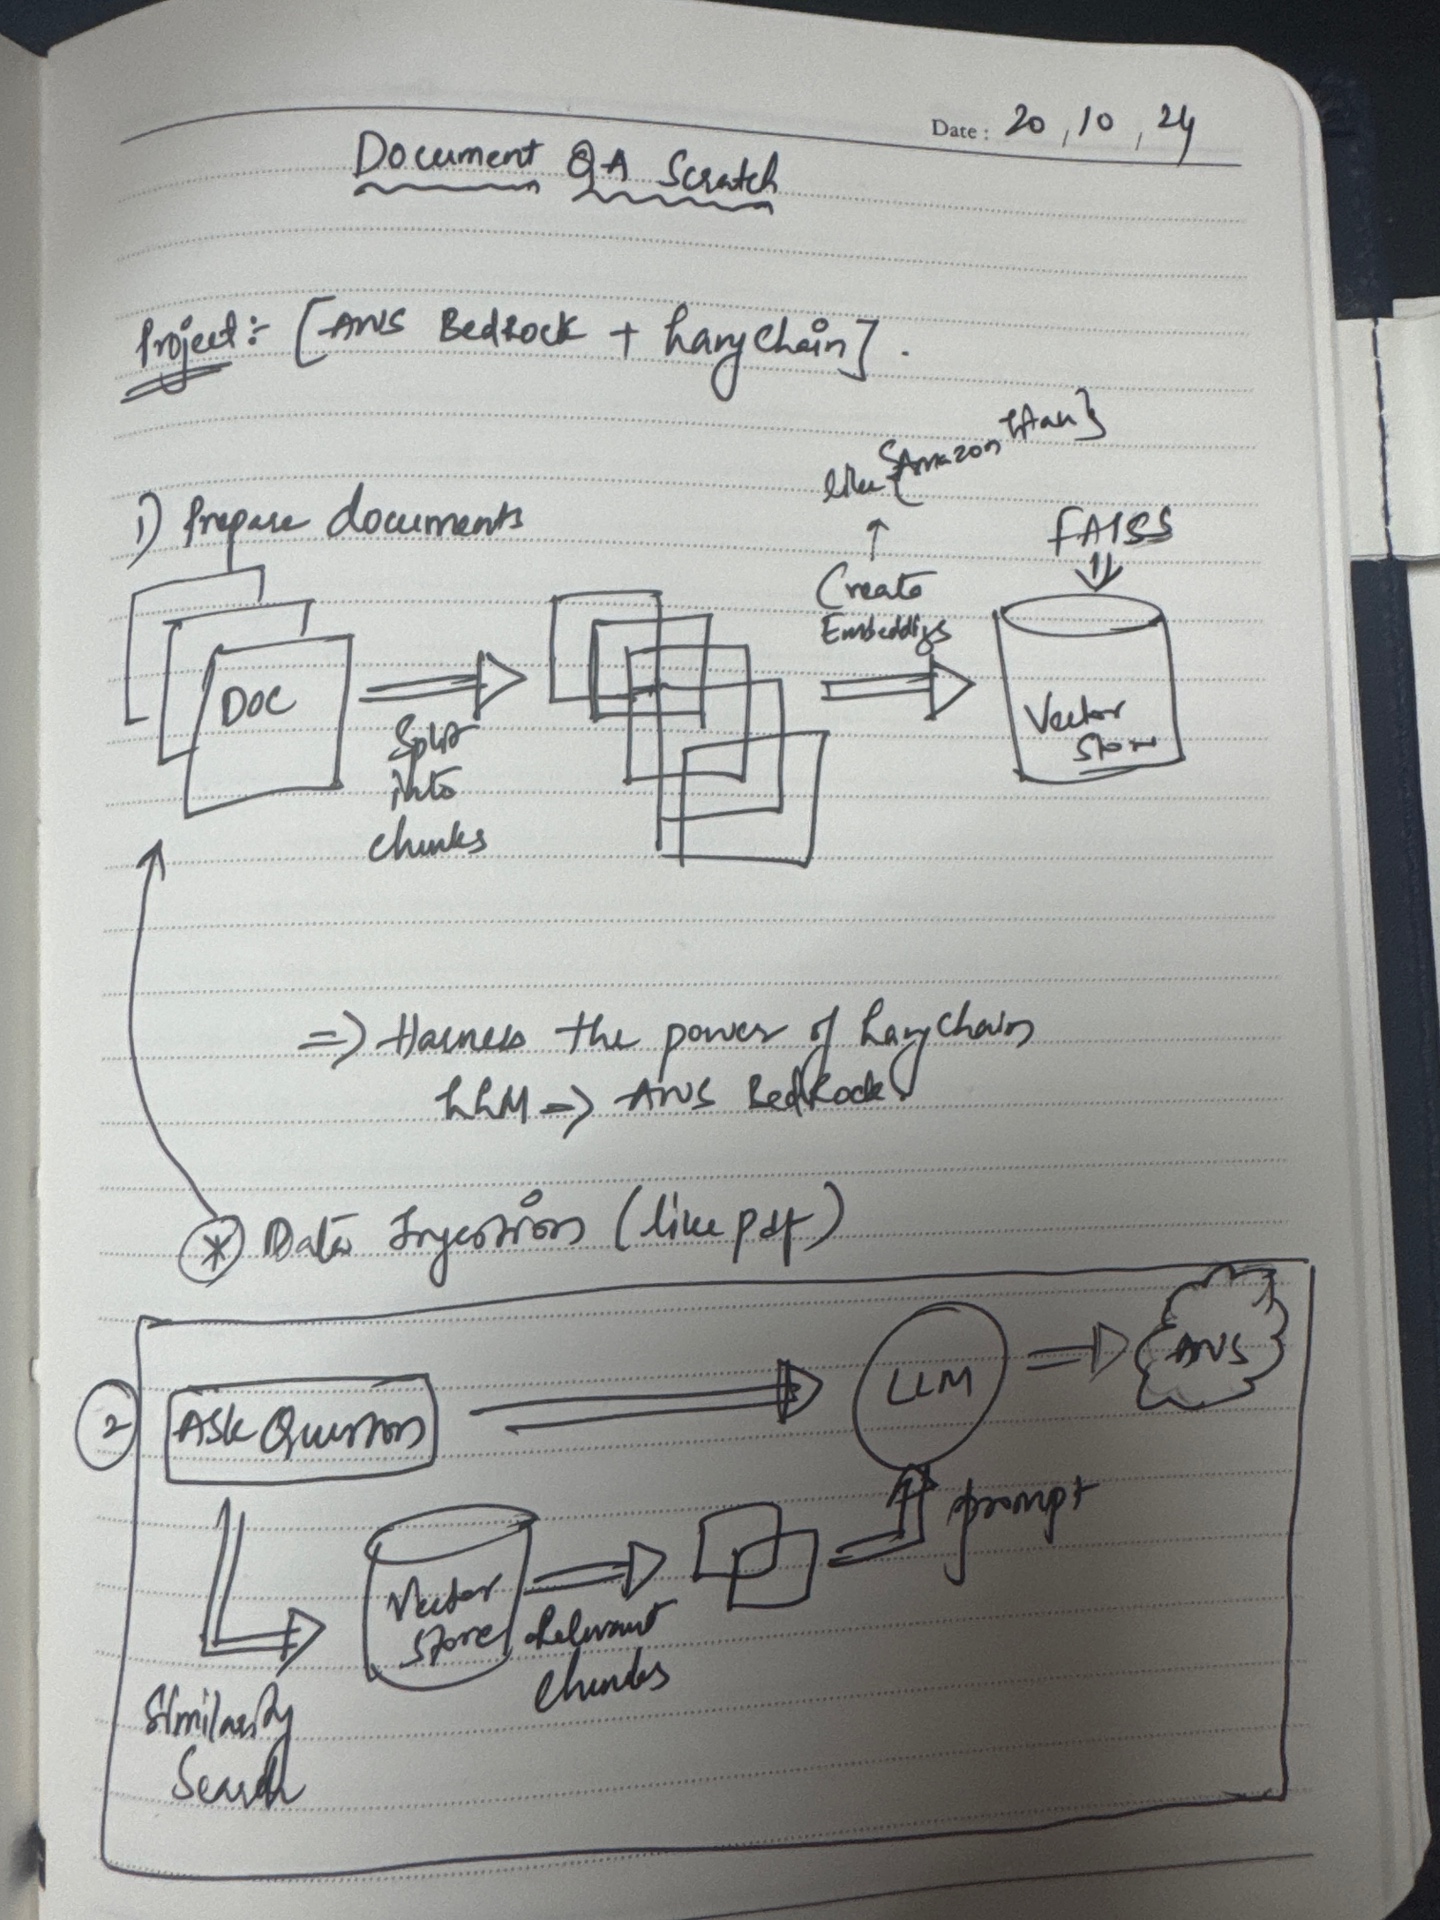 Date: 20, 10, 24
Document QA Scratch
Project:- [AWS BedRock + LangChain].
like {Amazon titan}
1) Prepare documents
FAISS
Create
Embeddigs
DOC
Vector
Store
Split
into
chunks
=> Harness the power of LangChain
LLM => AWS BedRock
* Data Ingestion (like pdf)
2
Ask Question
LLM
AWS
prompt
Vector
Store
Relevant
Chunks
Similarity
Search